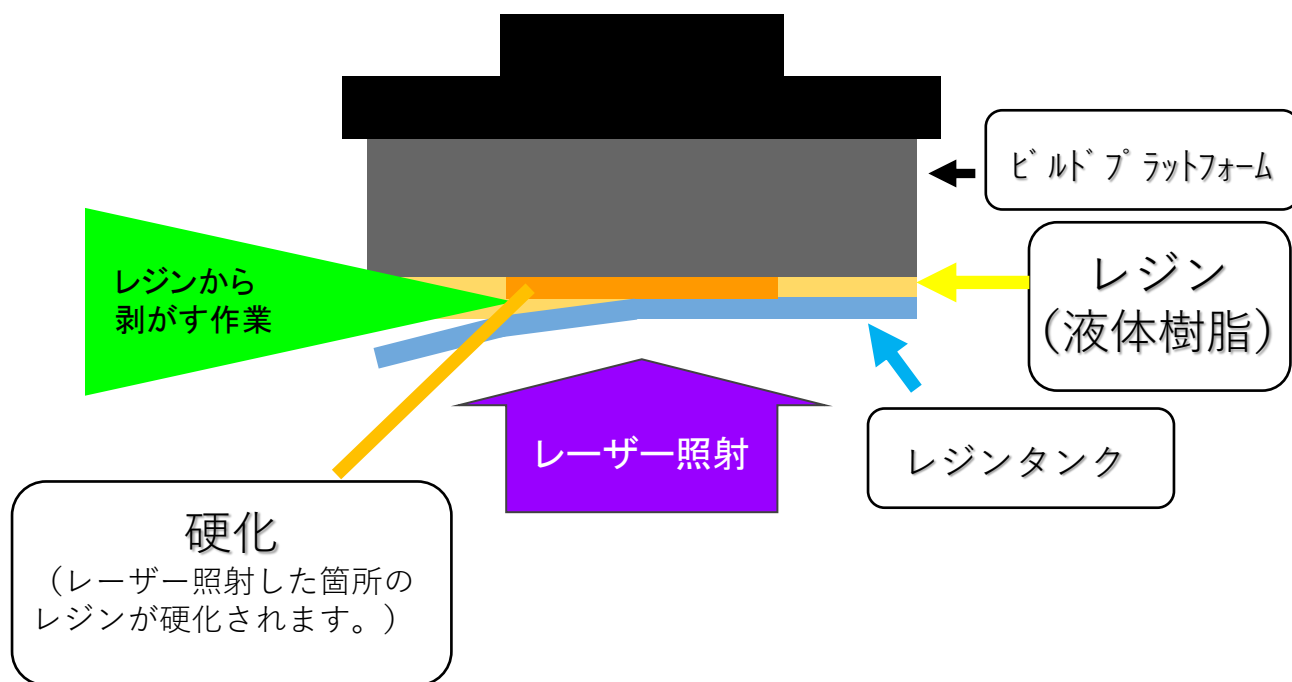 ﾋﾞﾙﾄﾞﾌﾟﾗｯﾄﾌｫｰﾑ
レジン
（液体樹脂）
レジンから
剥がす作業
レーザー照射
レジンタンク
硬化
（レーザー照射した箇所の
レジンが硬化されます。）